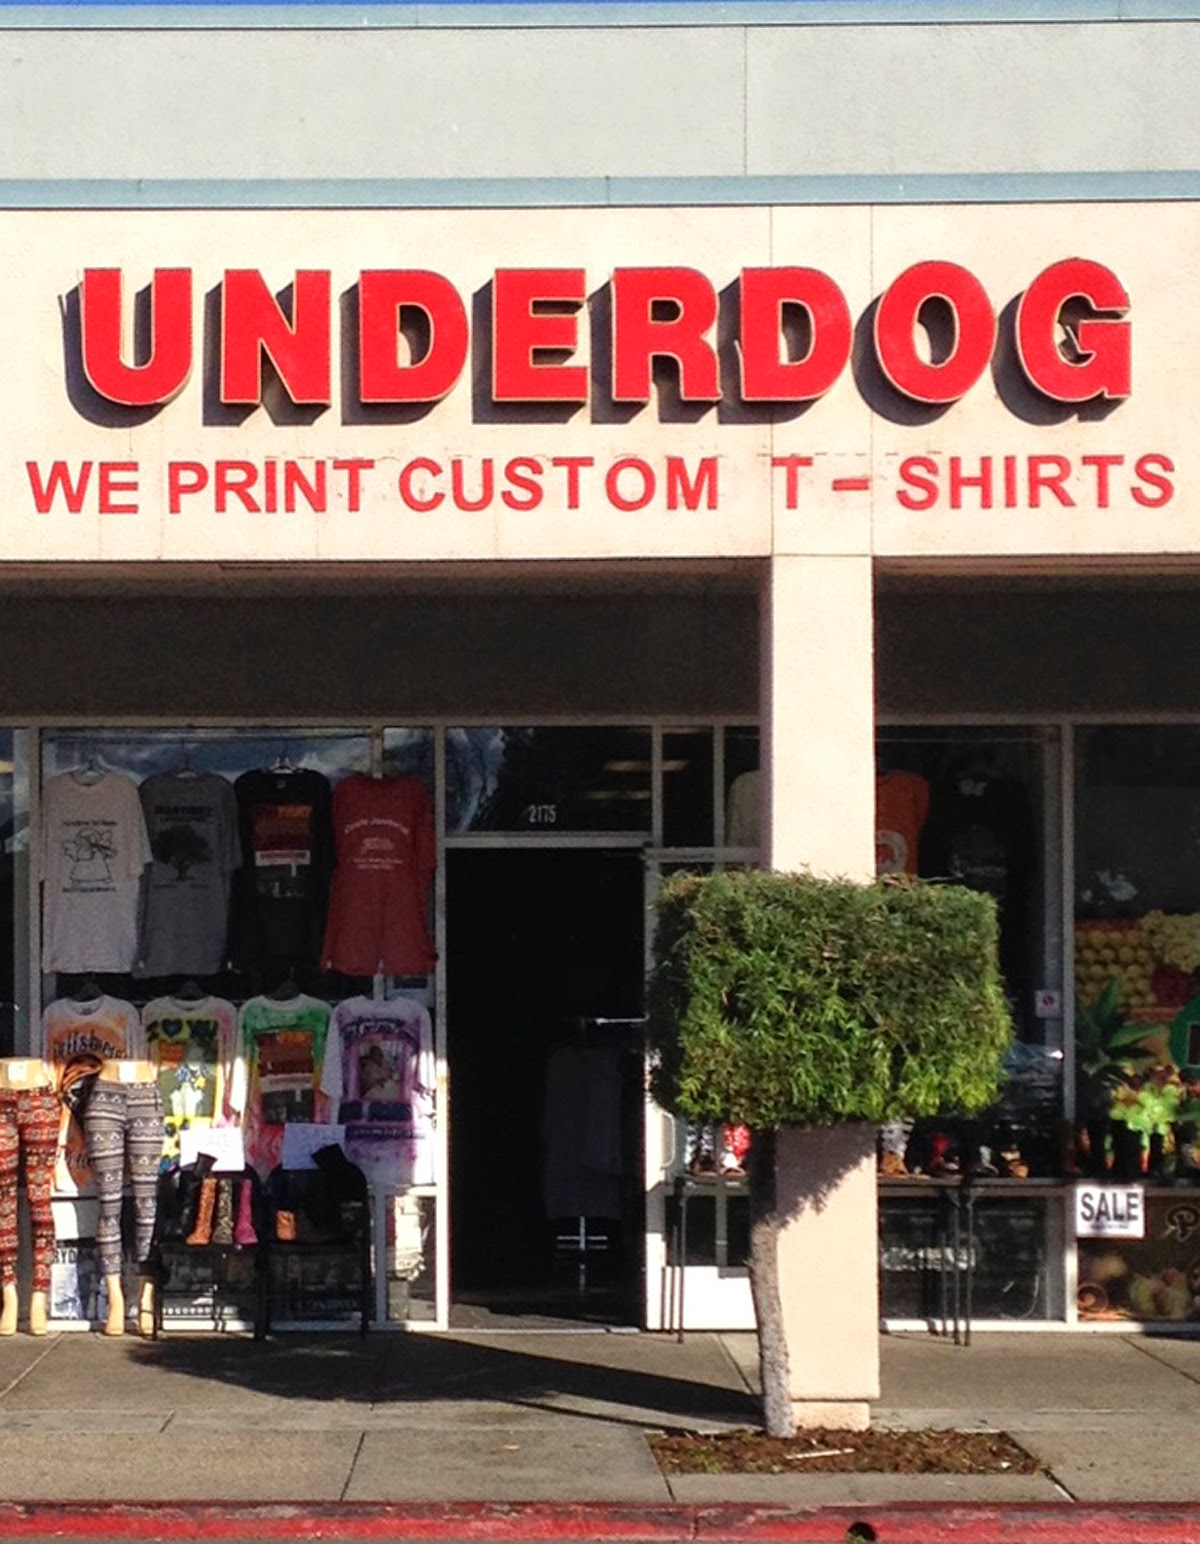 UNDERDOG
WE PRINT CUSTOM T-SHIRTS
2175
SALE